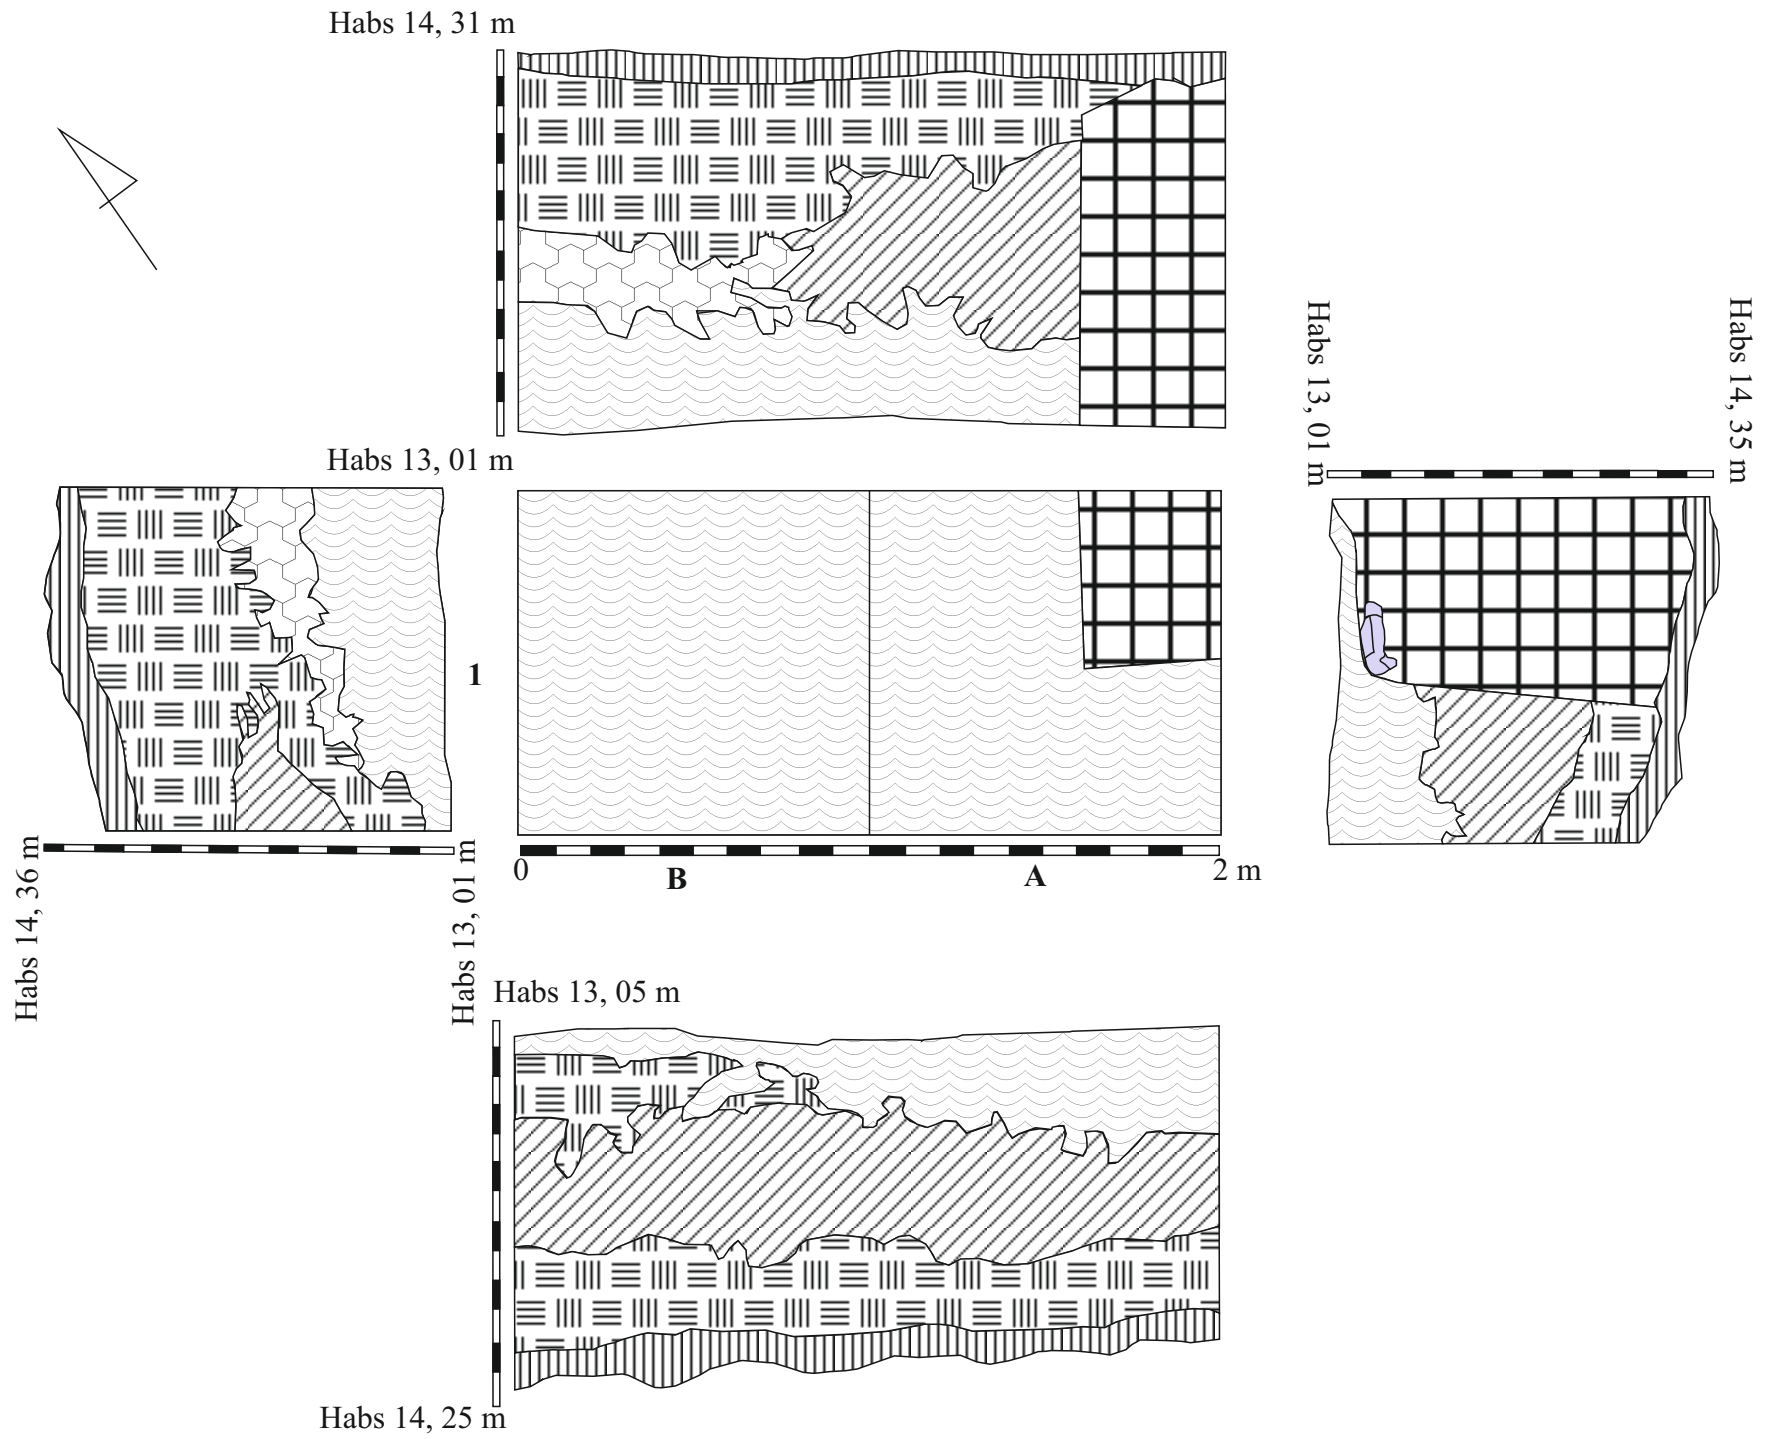 Habs 14, 31 m
Habs 13, 01 m
Habs 13, 01 m
Habs 14, 35 m
1
0
2 m
B
A
Habs 14, 36 m
Habs 13, 01 m
Habs 13, 05 m
Habs 14, 25 m